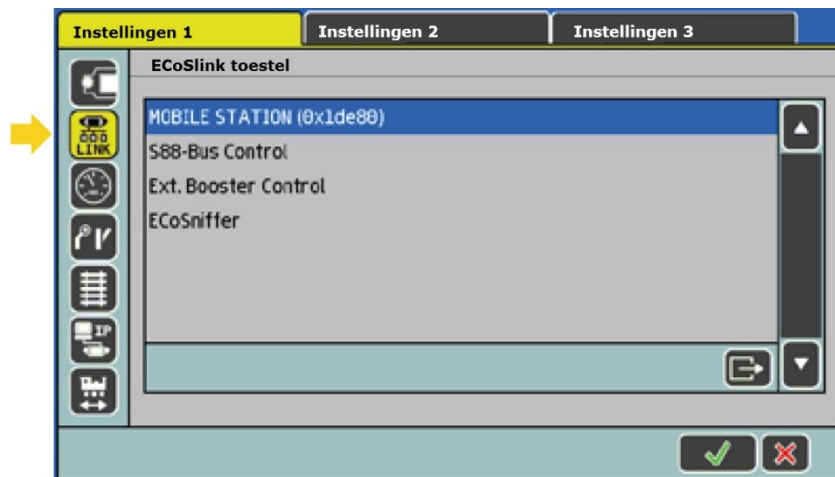 Instellingen 1
Instellingen 2
Instellingen 3
ECoSlink toestel
MOBILE STATION (0x1de80)
S88-Bus Control
Ext. Booster Control
ECoSniffer
LINK
IP